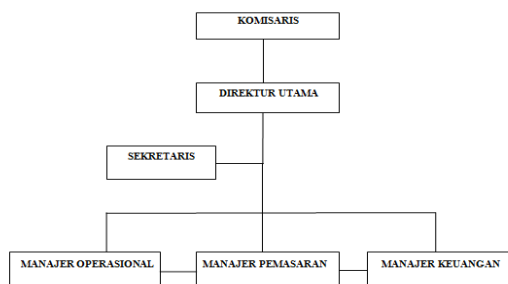 KOMISARIS
DIREKTUR UTAMA
SEKRETARIS
MANAJER OPERASIONAL
MANAJER PEMASARAN
MANAJER KEUANGAN